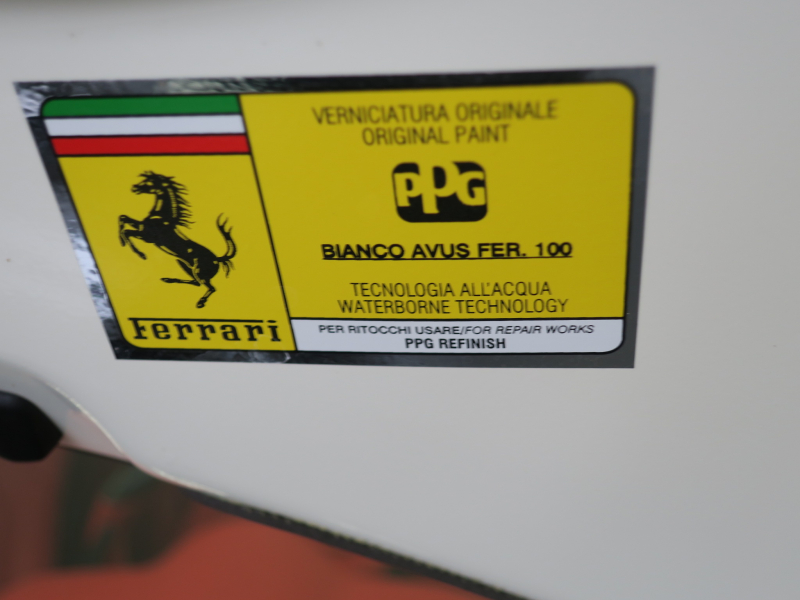 VERNICIATURA ORIGINALE
ORIGINAL PAINT
PPG
BIANCO AVUS FER. 100
TECNOLOGIA ALL'ACQUA
WATERBORNE TECHNOLOGY
Ferrari
PER RITOCCHI USARE/FOR REPAIR WORKS
PPG REFINISH